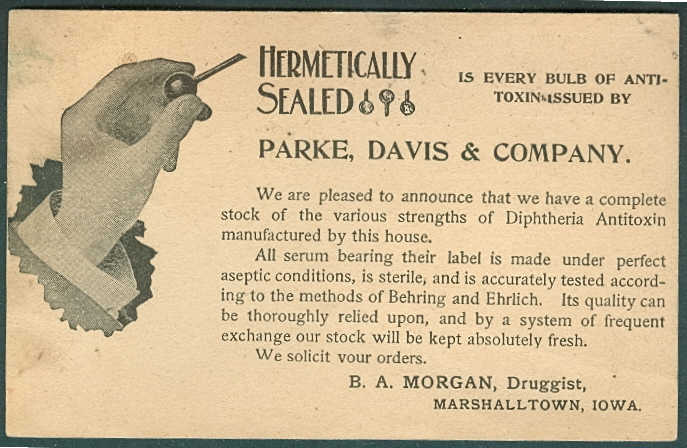 HERMETICALLY
SEALED
IS EVERY BULB OF ANTI-
TOXIN ISSUED BY
PARKE, DAVIS & COMPANY.
We are pleased to announce that we have a complete
stock of the various strengths of Diphtheria Antitoxin
manufactured by this house.
All serum bearing their label is made under perfect
aseptic conditions, is sterile, and is accurately tested accord-
ing to the methods of Behring and Ehrlich. Its quality can
be thoroughly relied upon, and by a system of frequent
exchange our stock will be kept absolutely fresh.
We solicit your orders.
B. A. MORGAN, Druggist,
MARSHALLTOWN, IOWA.